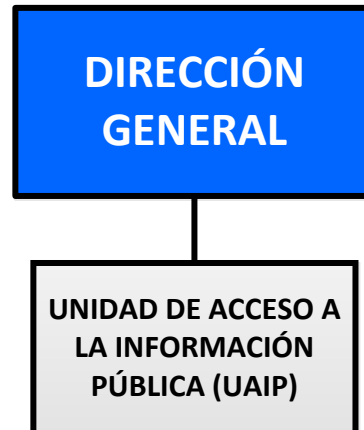 DIRECCIÓN
GENERAL
UNIDAD DE ACCESO A
LA INFORMACIÓN
PÚBLICA (UAIP)